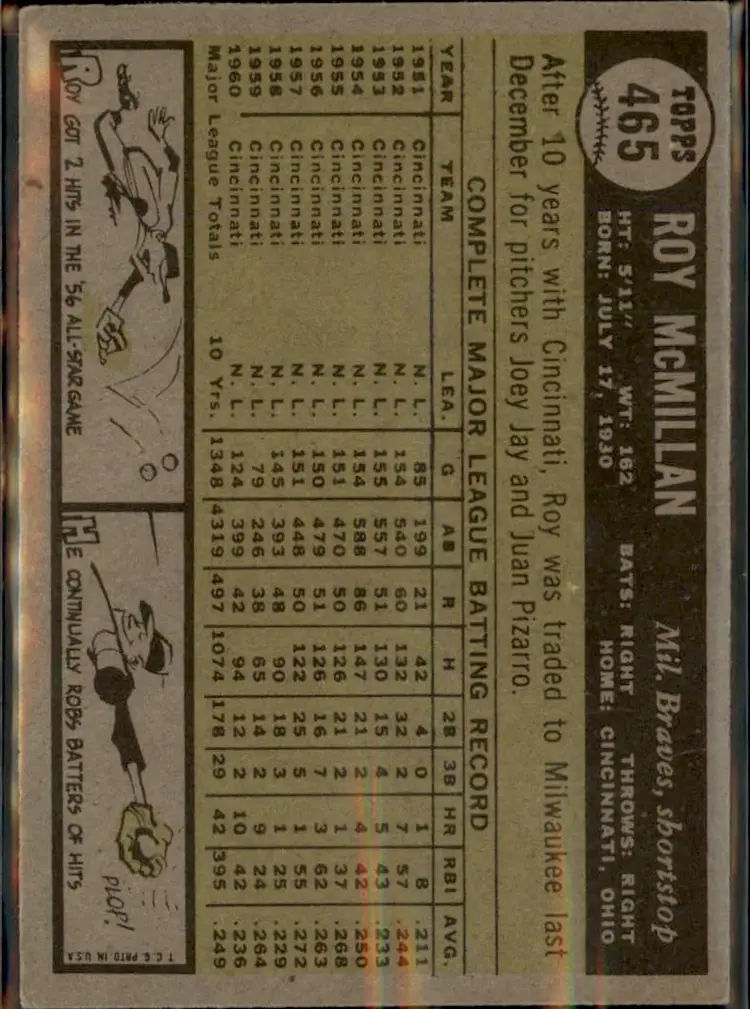 TOPPS
465
ROY McMILLAN
Mil. Braves, shortstop
HT: 5'11" WT: 162 BATS: RIGHT THROWS: RIGHT
BORN: JULY 17, 1930 HOME: CINCINNATI, OHIO
After 10 years with Cincinnati, Roy was traded to Milwaukee last
December for pitchers Joey Jay and Juan Pizarro.
COMPLETE MAJOR LEAGUE BATTING RECORD
YEAR TEAM LEA. G AB R H 2B 3B HR RBI AVG.
1951 Cincinnati N. L. 85 199 21 42 4 0 1 8 .211
1952 Cincinnati N. L. 154 540 60 132 32 2 7 57 .244
1953 Cincinnati N. L. 155 557 51 130 15 4 5 43 .233
1954 Cincinnati N. L. 154 588 86 147 21 2 4 42 .250
1955 Cincinnati N. L. 151 470 50 126 21 2 1 37 .268
1956 Cincinnati N. L. 150 479 51 126 16 7 3 62 .263
1957 Cincinnati N. L. 151 448 50 122 25 5 1 55 .272
1958 Cincinnati N. L. 145 393 48 90 18 3 1 25 .229
1959 Cincinnati N. L. 79 246 38 65 14 2 9 24 .264
1960 Cincinnati N. L. 124 399 42 94 12 2 10 42 .236
Major League Totals 10 Yrs. 1348 4319 497 1074 178 29 42 395 .249
ROY GOT 2 HITS IN THE '56 ALL-STAR GAME
PLOP!
HE CONTINUALLY ROBS BATTERS OF HITS
T. C. G. PRTD IN U.S.A